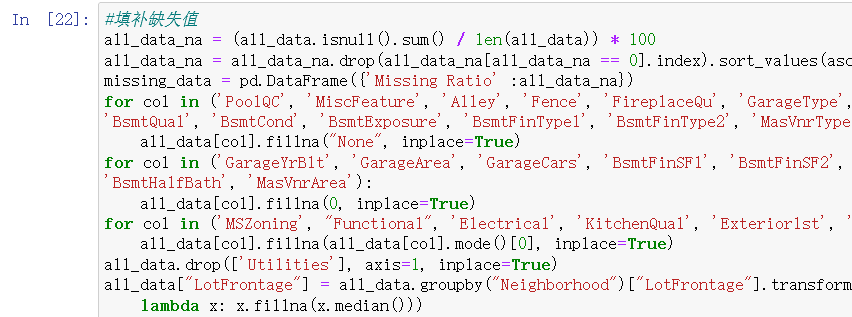 In [22]:
#填补缺失值
all_data_na = (all_data.isnull().sum() / len(all_data)) * 100
all_data_na = all_data_na.drop(all_data_na[all_data_na == 0].index).sort_values(asc
missing_data = pd.DataFrame({'Missing Ratio' :all_data_na})
for col in ('PoolQC', 'MiscFeature', 'Alley', 'Fence', 'FireplaceQu', 'GarageType',
'BsmtQual', 'BsmtCond', 'BsmtExposure', 'BsmtFinType1', 'BsmtFinType2', 'MasVnrType
    all_data[col].fillna("None", inplace=True)
for col in ('GarageYrBlt', 'GarageArea', 'GarageCars', 'BsmtFinSF1', 'BsmtFinSF2',
'BsmtHalfBath', 'MasVnrArea'):
    all_data[col].fillna(0, inplace=True)
for col in ('MSZoning', "Functional", 'Electrical', 'KitchenQual', 'Exterior1st', '
    all_data[col].fillna(all_data[col].mode()[0], inplace=True)
all_data.drop(['Utilities'], axis=1, inplace=True)
all_data["LotFrontage"] = all_data.groupby("Neighborhood")["LotFrontage"].transform
    lambda x: x.fillna(x.median()))